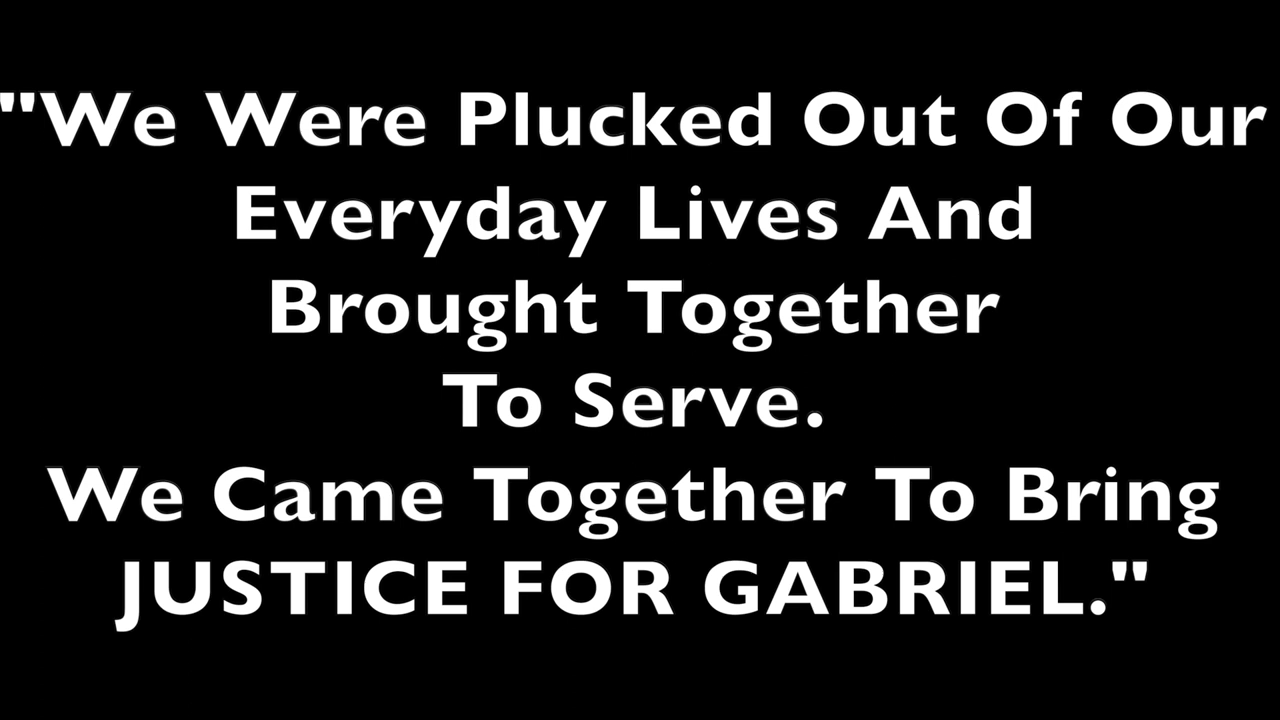 "We Were Plucked Out Of Our
Everyday Lives And
Brought Together
To Serve.
We Came Together To Bring
JUSTICE FOR GABRIEL."